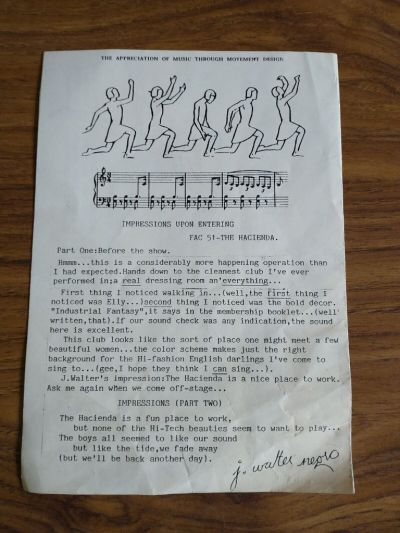 THE APPRECIATION OF MUSIC THROUGH MOVEMENT DESIGN
IMPRESSIONS UPON ENTERING
FAC 51-THE HACIENDA.
Part One:Before the show.
Hmmm...this is a considerably more happening operation than
I had expected.Hands down to the cleanest club I've ever
performed in;a real dressing room an'everything...
First thing I noticed walking in...(well,the first thing I
noticed was Elly...)second thing I noticed was the bold decor.
"Industrial Fantasy",it says in the membership booklet...(well
written,that).If our sound check was any indication,the sound
here is excellent.
This club looks like the sort of place one might meet a few
beautiful women...the color scheme makes just the right
background for the Hi-fashion English darlings I've come to
sing to...(gee,I hope they think I can sing...).
J.Walter's impression:The Hacienda is a nice place to work.
Ask me again when we come off-stage...
IMPRESSIONS (PART TWO)
The Hacienda is a fun place to work,
but none of the Hi-Tech beauties seem to want to play...
The boys all seemed to like our sound
but like the tide,we fade away
(but we'll be back another day).
j. walter negro